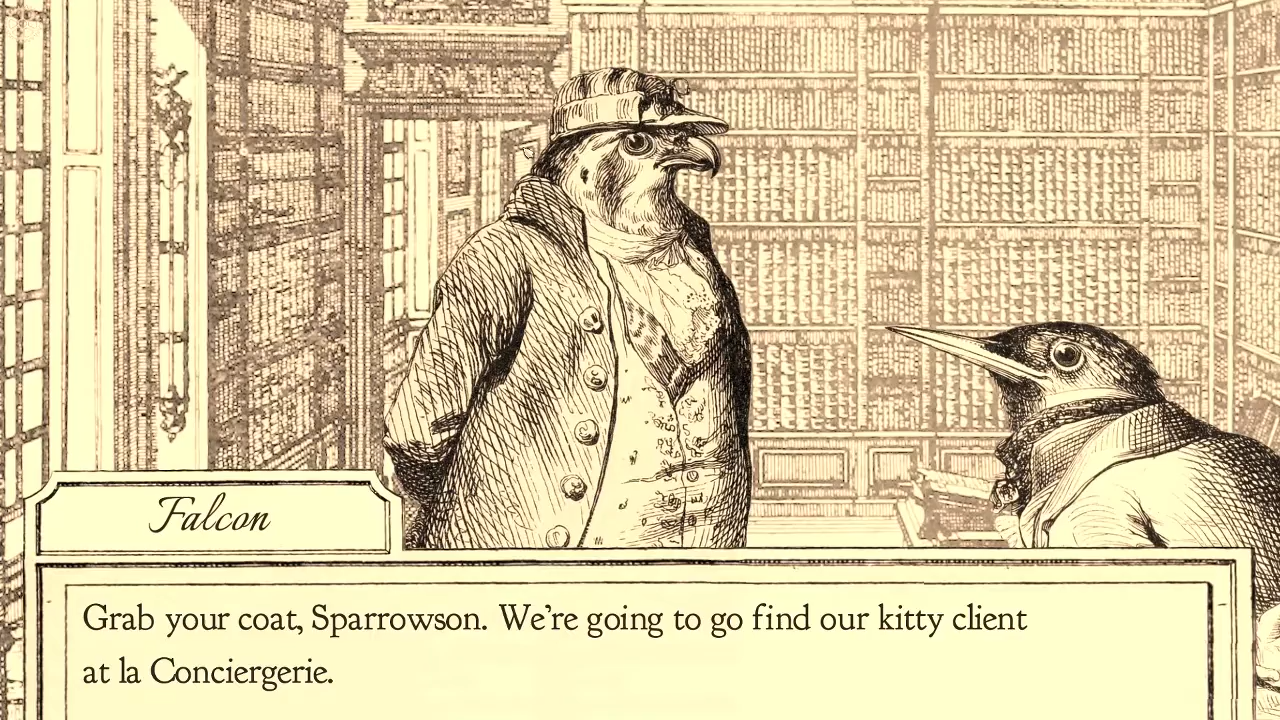 Falcon
Grab your coat, Sparrowson. We're going to go find our kitty client
at la Conciergerie.